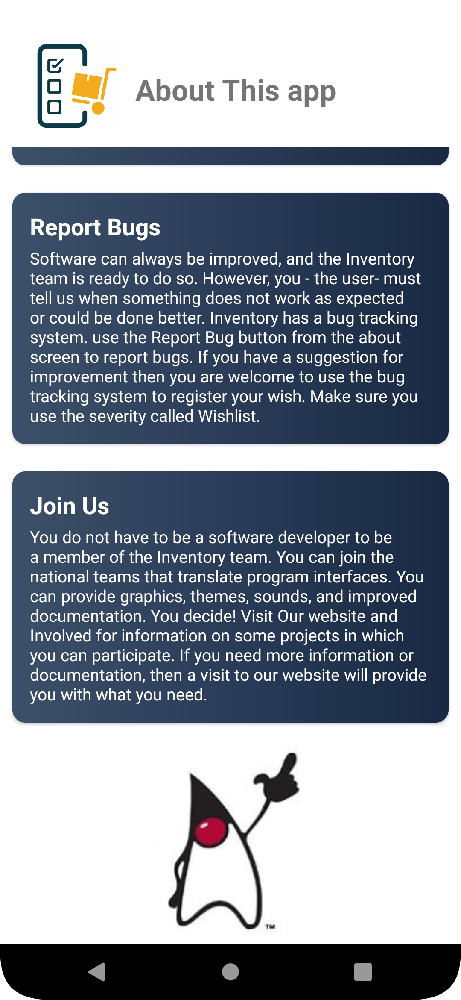 About This app
Report Bugs
Software can always be improved, and the Inventory
team is ready to do so. However, you - the user- must
tell us when something does not work as expected
or could be done better. Inventory has a bug tracking
system. use the Report Bug button from the about
screen to report bugs. If you have a suggestion for
improvement then you are welcome to use the bug
tracking system to register your wish. Make sure you
use the severity called Wishlist.
Join Us
You do not have to be a software developer to be
a member of the Inventory team. You can join the
national teams that translate program interfaces. You
can provide graphics, themes, sounds, and improved
documentation. You decide! Visit Our website and
Involved for information on some projects in which
you can participate. If you need more information or
documentation, then a visit to our website will provide
you with what you need.
TM